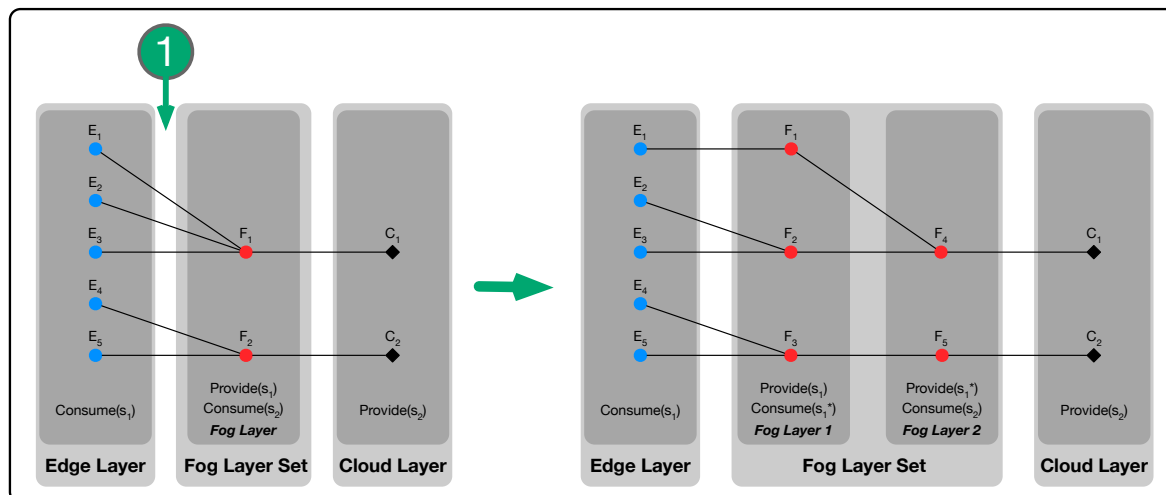 1
E₁
E₂
E₃
E₄
E₅
Consume(s₁)
Edge Layer
F₁
F₂
Provide(s₁)
Consume(s₂)
Fog Layer
Fog Layer Set
C₁
C₂
Provide(s₂)
Cloud Layer
E₁
E₂
E₃
E₄
E₅
Consume(s₁)
Edge Layer
F₁
F₂
F₃
Provide(s₁)
Consume(s₁*)
Fog Layer 1
F₄
F₅
Provide(s₁*)
Consume(s₂)
Fog Layer 2
Fog Layer Set
C₁
C₂
Provide(s₂)
Cloud Layer